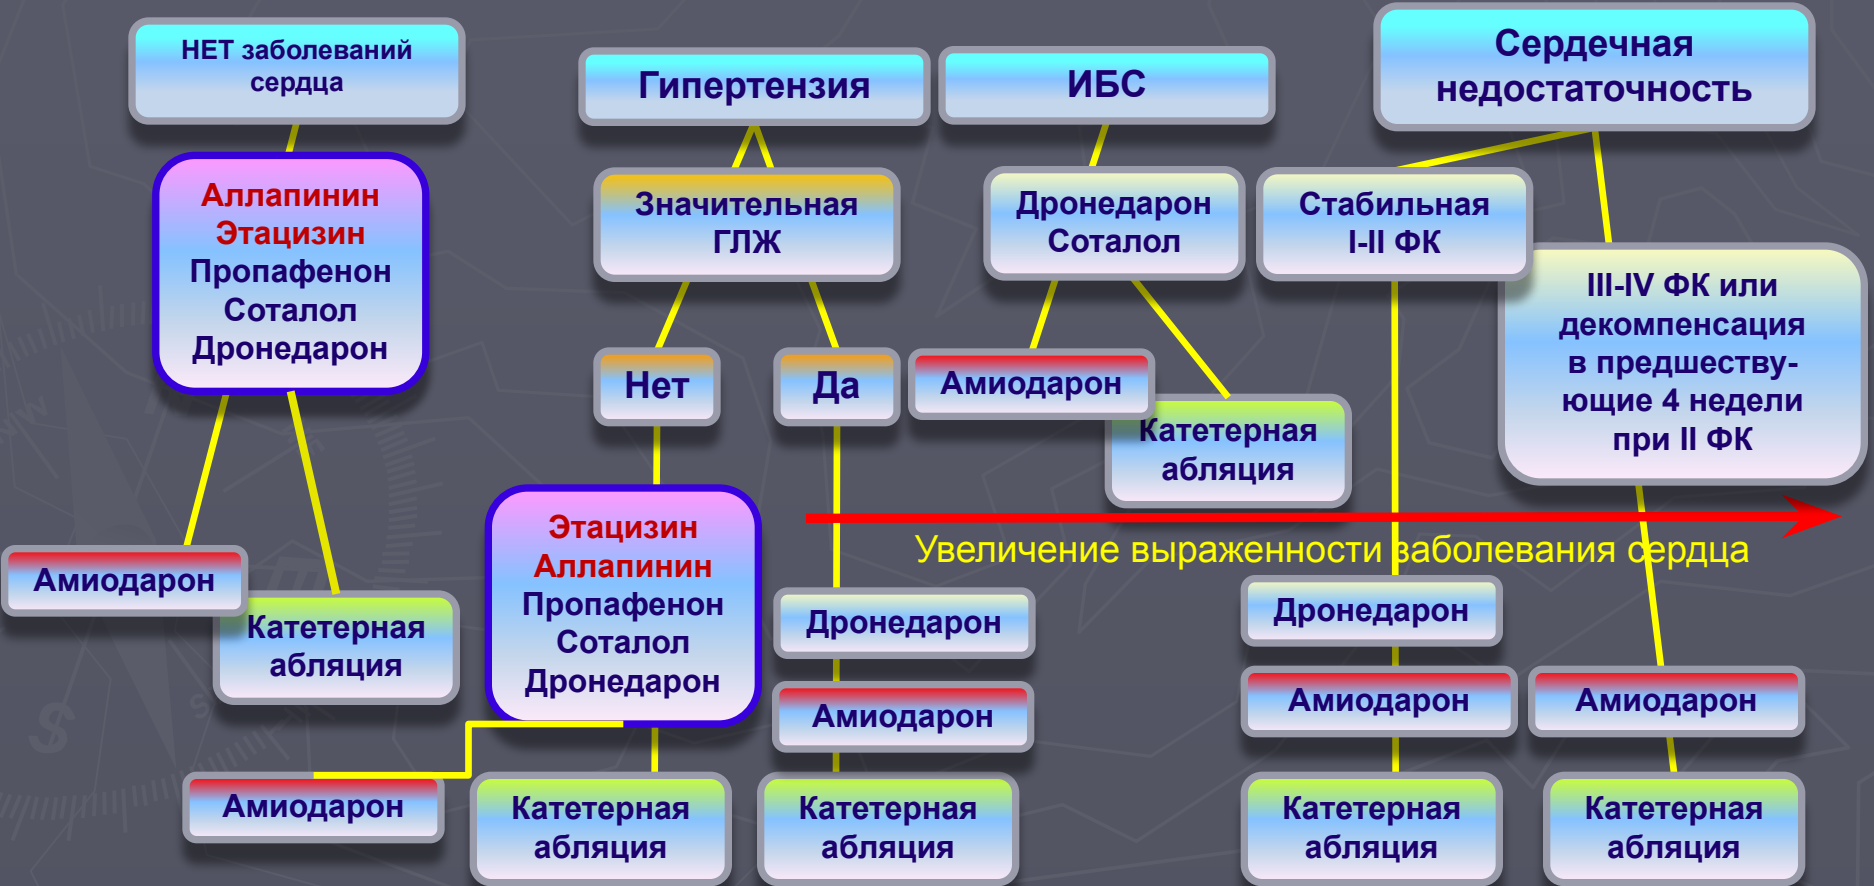 НЕТ заболеваний
сердца
Гипертензия
ИБС
Сердечная
недостаточность
Аллапинин
Этацизин
Пропафенон
Соталол
Дронедарон
Значительная
ГЛЖ
Дронедарон
Соталол
Стабильная
I-II ФК
III-IV ФК или
декомпенсация
в предшеству-
ющие 4 недели
при II ФК
Нет
Да
Амиодарон
Катетерная
абляция
Увеличение выраженности заболевания сердца
Амиодарон
Катетерная
абляция
Этацизин
Аллапинин
Пропафенон
Соталол
Дронедарон
Дронедарон
Амиодарон
Дронедарон
Амиодарон
Амиодарон
Амиодарон
Катетерная
абляция
Катетерная
абляция
Катетерная
абляция
Катетерная
абляция